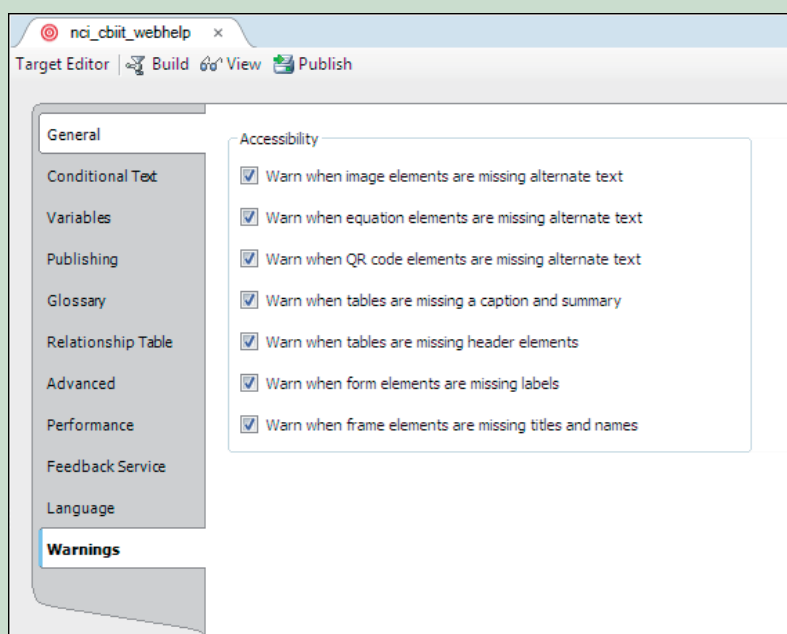 nci_cbiit_webhelp ×
Target Editor Build View Publish
General
Conditional Text
Variables
Publishing
Glossary
Relationship Table
Advanced
Performance
Feedback Service
Language
Warnings
Accessibility
Warn when image elements are missing alternate text
Warn when equation elements are missing alternate text
Warn when QR code elements are missing alternate text
Warn when tables are missing a caption and summary
Warn when tables are missing header elements
Warn when form elements are missing labels
Warn when frame elements are missing titles and names